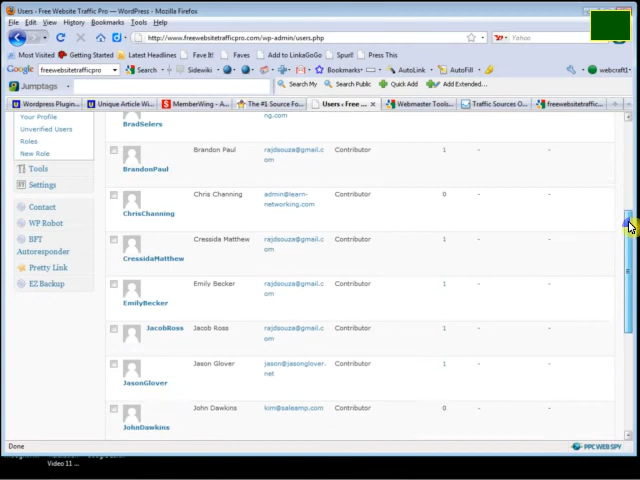 Users ‹ Free Website Traffic Pro — WordPress - Mozilla Firefox
File Edit View History Bookmarks Tools Help
http://www.freewebsitetrafficpro.com/wp-admin/users.php Yahoo
Most Visited Getting Started Latest Headlines Fave It! Faves Add to LinkaGoGo Spurl! Press This
Google freewebsitetrafficpro Search Sidewiki Bookmarks AutoLink AutoFill webcraft1
Jumptags Search My Search Public Quick Add Add Extended...
Wordpress Plugin... Unique Article Wi... MemberWing - A... The #1 Source Fo... Users ‹ Free ... Webmaster Tools... Traffic Sources O... freewebsitetraffic...
Your Profile
Unverified Users
Roles
New Role
Tools
Settings
Contact
WP Robot
BFT
Autoresponder
Pretty Link
EZ Backup
ng.com
BradSelers
Brandon Paul rajdsouza@gmail.c Contributor 1 - -
om
BrandonPaul
Chris Channing admin@learn- Contributor 0 - -
networking.com
ChrisChanning
Cressida Matthew rajdsouza@gmail.c Contributor 1 - -
om
CressidaMatthew
Emily Becker rajdsouza@gmail.c Contributor 1 - -
om
EmilyBecker
JacobRoss Jacob Ross rajdsouza@gmail.c Contributor 1 - -
om
Jason Glover jason@jasonglover. Contributor 1 - -
net
JasonGlover
John Dawkins kim@saleamp.com Contributor 0 - -
JohnDawkins
Done PPC WEB SPY
Video 11 ...